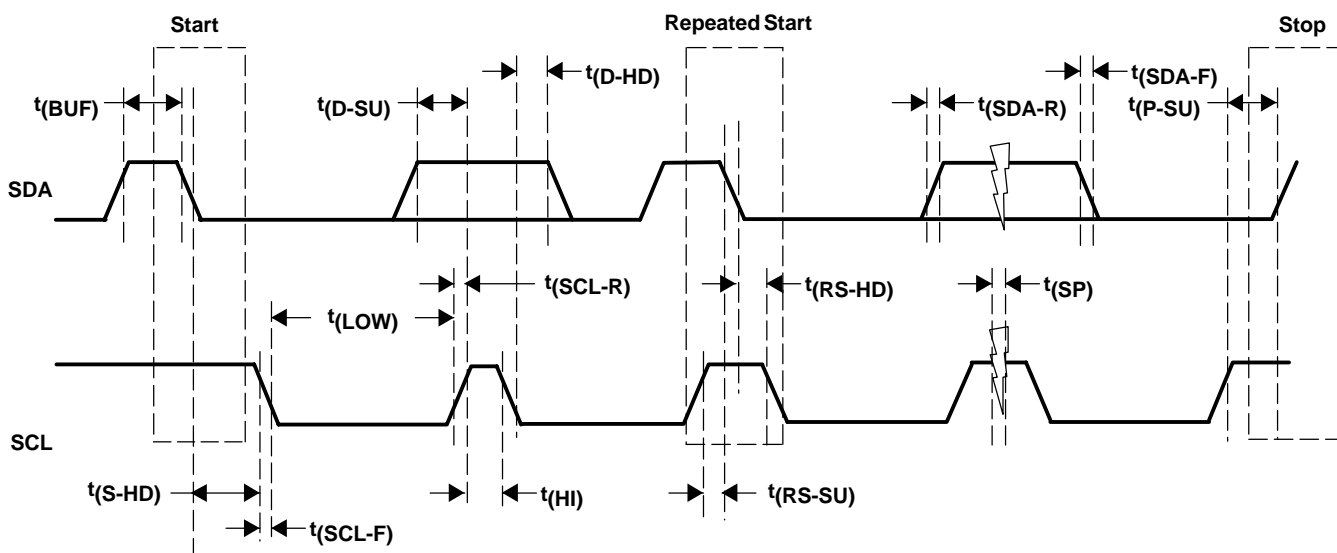 Start
Repeated Start
Stop
t(BUF)
t(D-SU)
t(D-HD)
t(SDA-R)
t(SDA-F)
t(P-SU)
SDA
t(SCL-R)
t(LOW)
t(RS-HD)
t(SP)
SCL
t(S-HD)
t(SCL-F)
t(HI)
t(RS-SU)